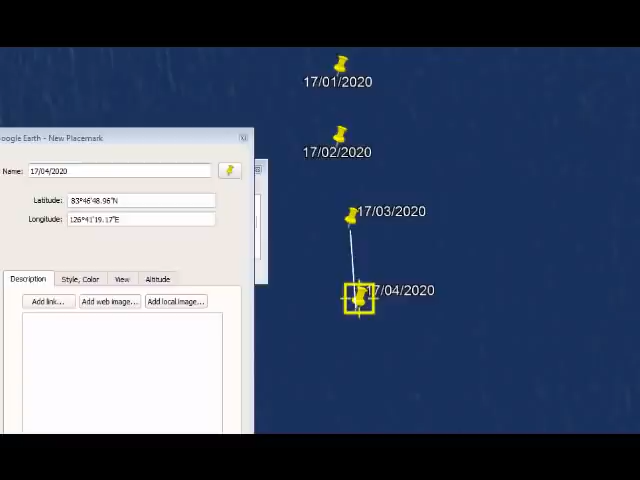 17/01/2020
17/02/2020
oogle Earth - New Placemark
Name: 17/04/2020
17/03/2020
Latitude: 83°46'48.96"N
Longitude: 126°41'19.17"E
Description Style, Color View Altitude
17/04/2020
Add link... Add web image... Add local image...